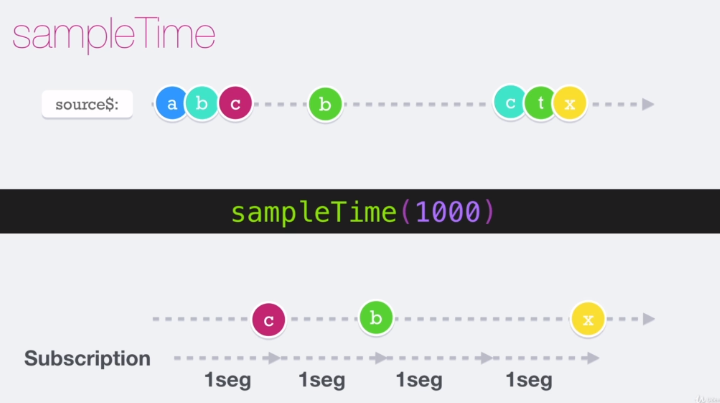 sampleTime
source$: a b c b c t x
sampleTime(1000)
c b x
Subscription
1seg 1seg 1seg 1seg